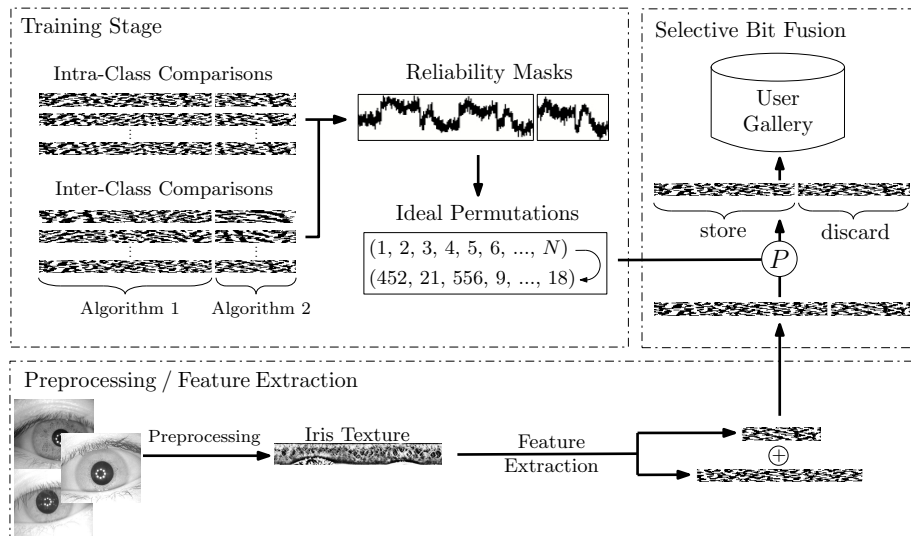 Training Stage
Intra-Class Comparisons
Inter-Class Comparisons
Algorithm 1
Algorithm 2
Reliability Masks
Ideal Permutations
(1, 2, 3, 4, 5, 6, ..., N)
(452, 21, 556, 9, ..., 18)
Selective Bit Fusion
User
Gallery
store
discard
P
Preprocessing / Feature Extraction
Preprocessing
Iris Texture
Feature
Extraction
+